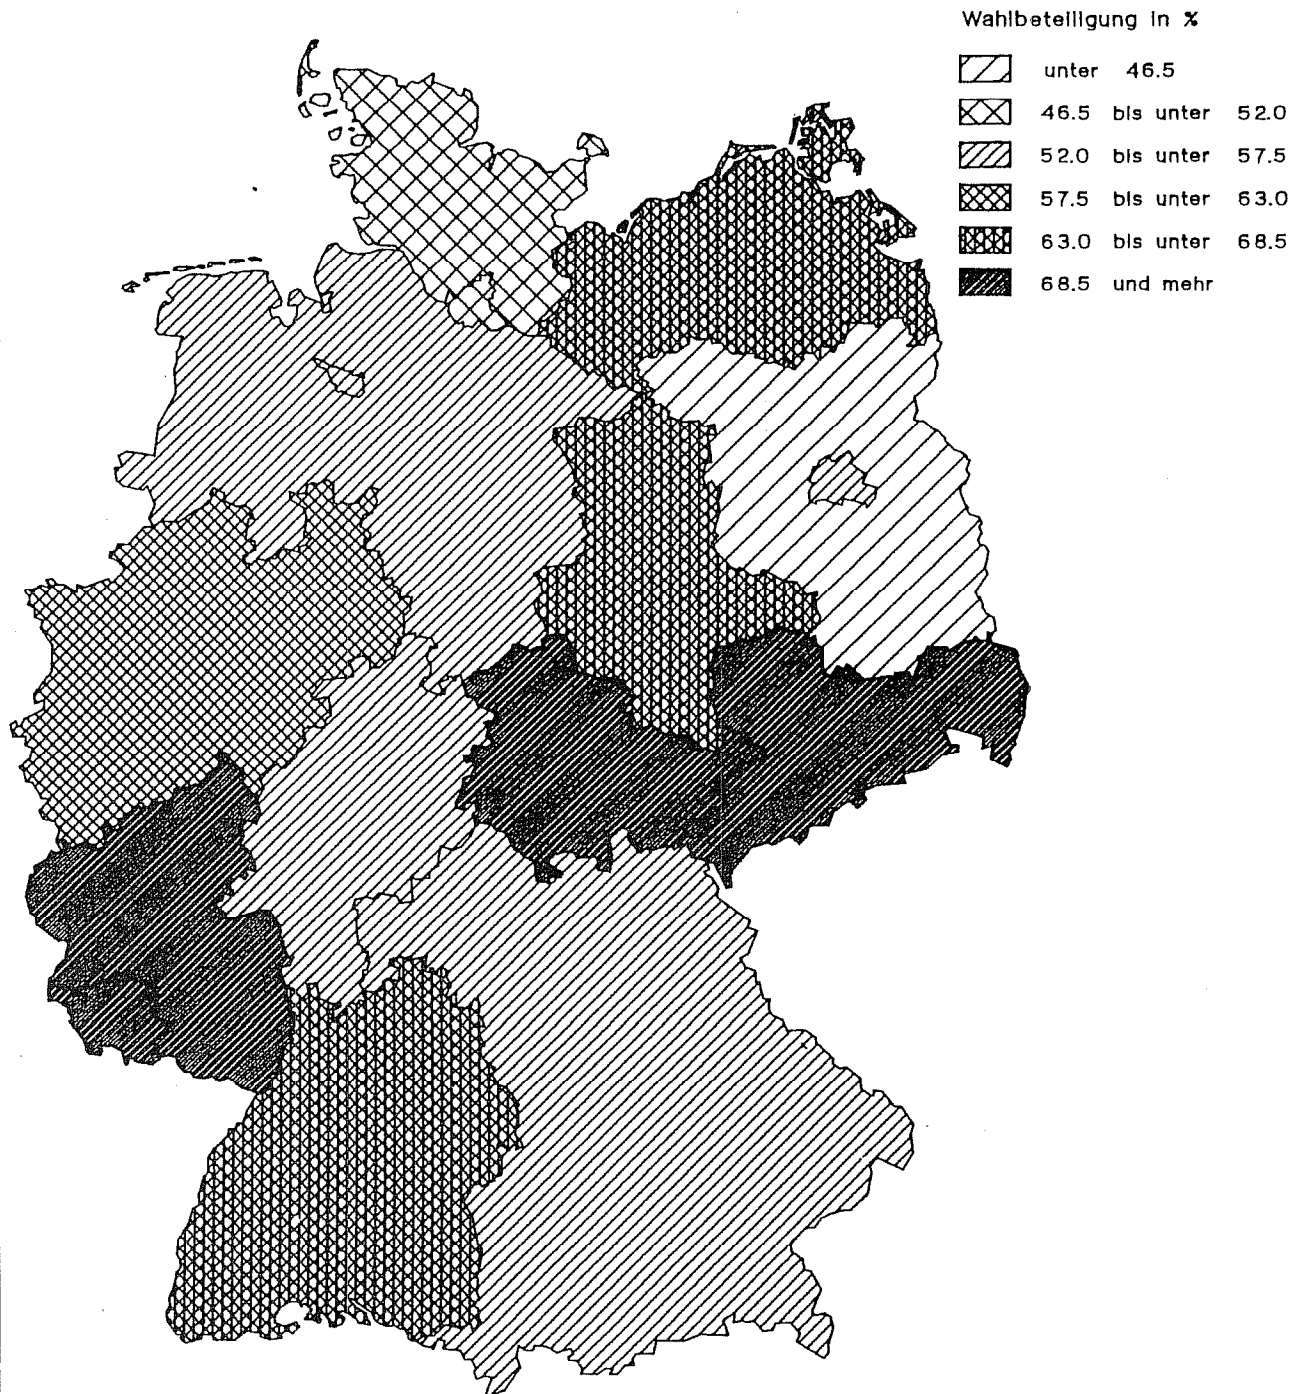 Wahlbeteiligung in %
unter 46.5
46.5 bis unter 52.0
52.0 bis unter 57.5
57.5 bis unter 63.0
63.0 bis unter 68.5
68.5 und mehr